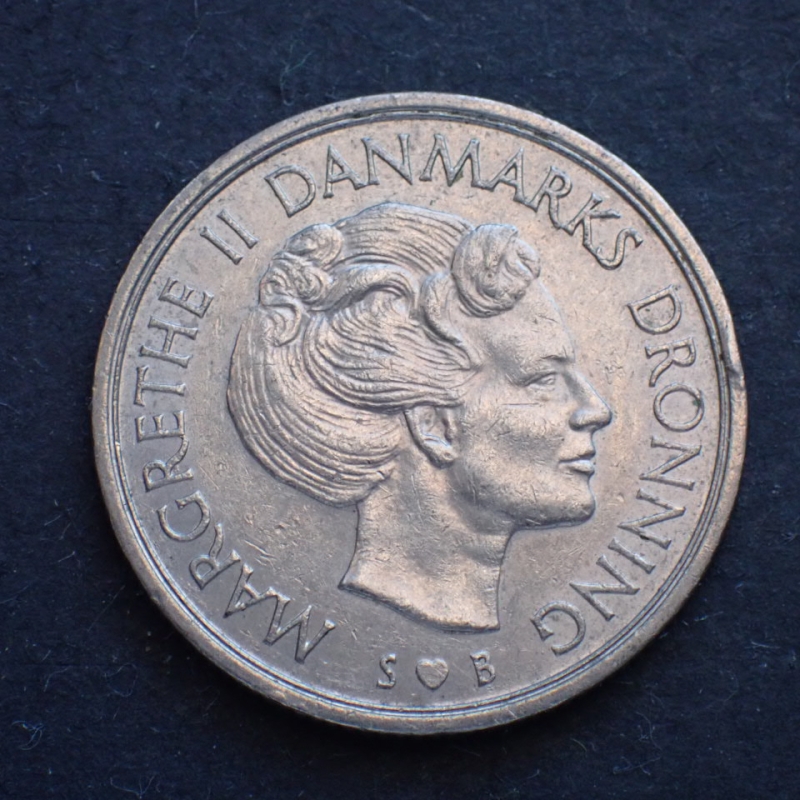 MARGRETHE II DANMARKS DRONNING
S♥B